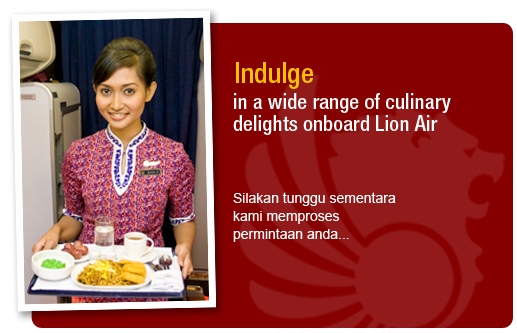 Indulge
in a wide range of culinary
delights onboard Lion Air
Silakan tunggu sementara
kami memproses
permintaan anda...